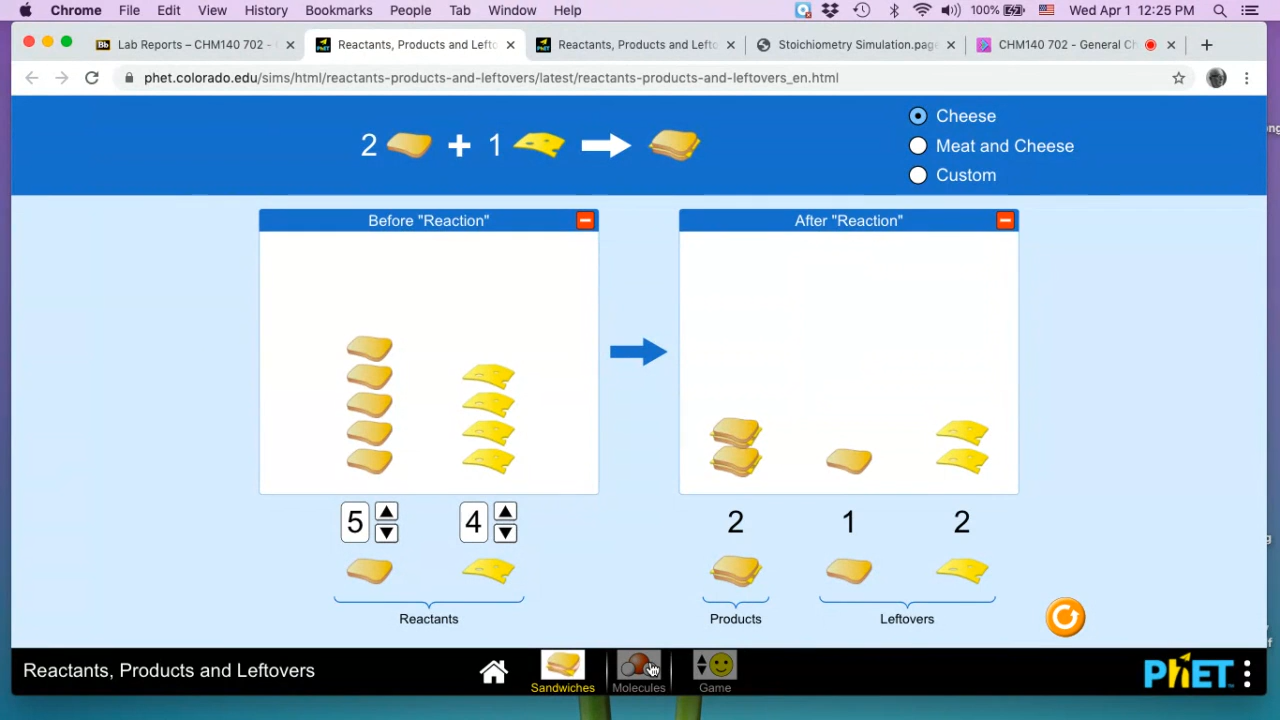 Chrome File Edit View History Bookmarks People Tab Window Help 100% Wed Apr 1 12:25 PM
Bb Lab Reports – CHM140 702 - Reactants, Products and Lefto Reactants, Products and Lefto Stoichiometry Simulation.page CHM140 702 - General Ch
phet.colorado.edu/sims/html/reactants-products-and-leftovers/latest/reactants-products-and-leftovers_en.html
Cheese
2 + 1
Meat and Cheese
Custom
Before "Reaction" After "Reaction"
5 4 2 1 2
Reactants Products Leftovers
Reactants, Products and Leftovers PhET
Sandwiches Molecules Game